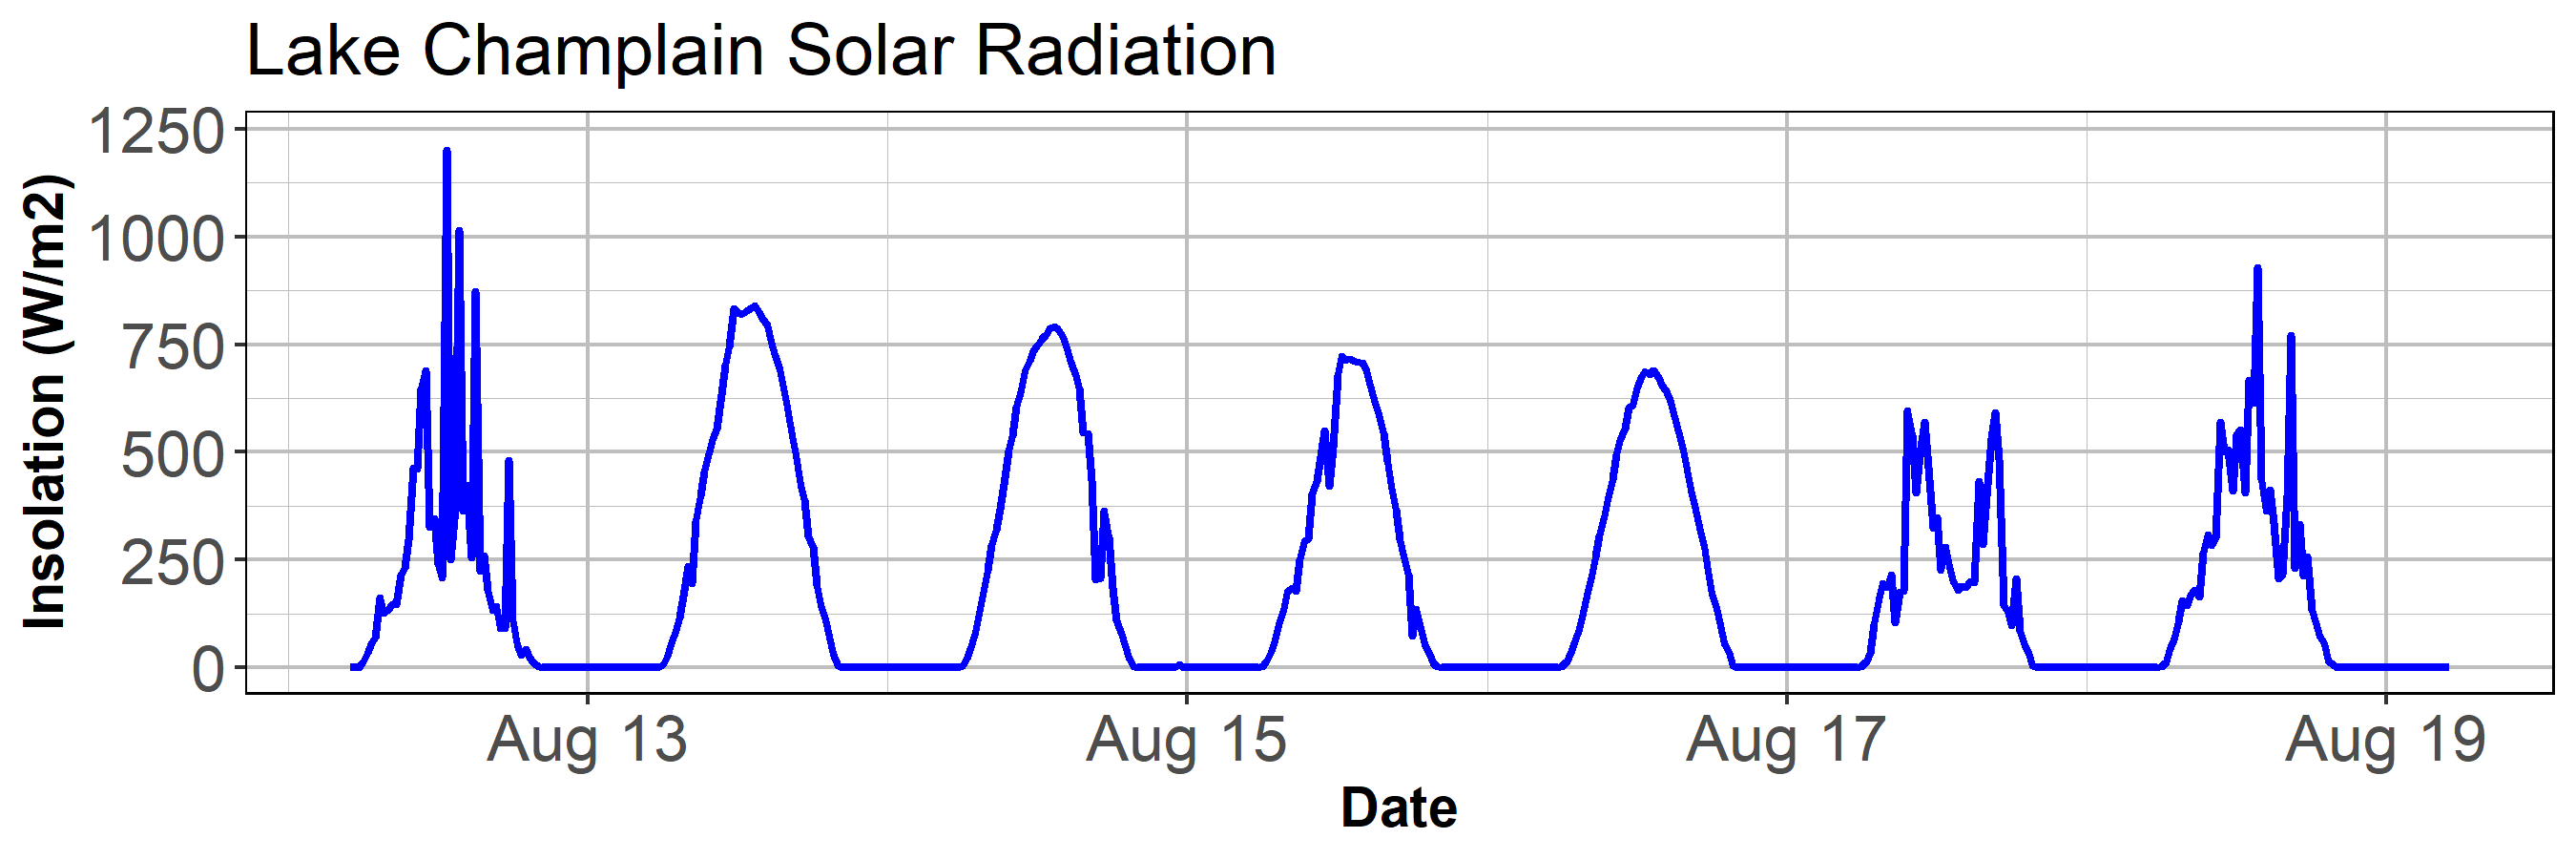 Lake Champlain Solar Radiation
Insolation (W/m2)
1250
1000
750
500
250
0
Aug 13 Aug 15 Aug 17 Aug 19
Date